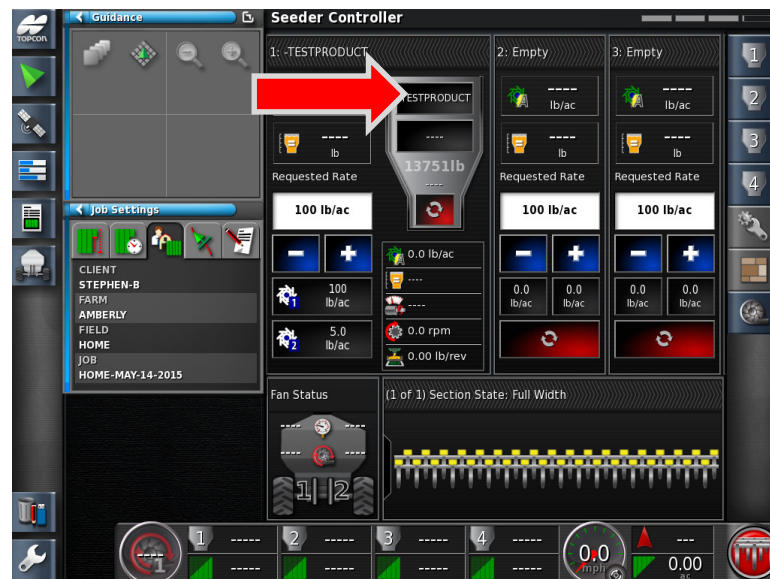 Guidance
Seeder Controller
TOPCON
1: -TESTPRODUCT
2: Empty
3: Empty
1
2
3
4
TESTPRODUCT
----
lb/ac
----
lb/ac
----
lb
----
13751lb
----
----
lb
----
lb
Requested Rate
Requested Rate
Requested Rate
100 lb/ac
100 lb/ac
100 lb/ac
Job Settings
CLIENT
STEPHEN-B
FARM
AMBERLY
FIELD
HOME
JOB
HOME-MAY-14-2015
1
100
lb/ac
2
5.0
lb/ac
0.0 lb/ac
----
----
0.0 rpm
0.00 lb/rev
0.0
lb/ac
0.0
lb/ac
0.0
lb/ac
0.0
lb/ac
Fan Status
---- ----
---- ----
1 2
(1 of 1) Section State: Full Width
----
1
1 -----
-----
2 -----
-----
3 -----
-----
4 -----
-----
0.0
mph
---
0.00
ac